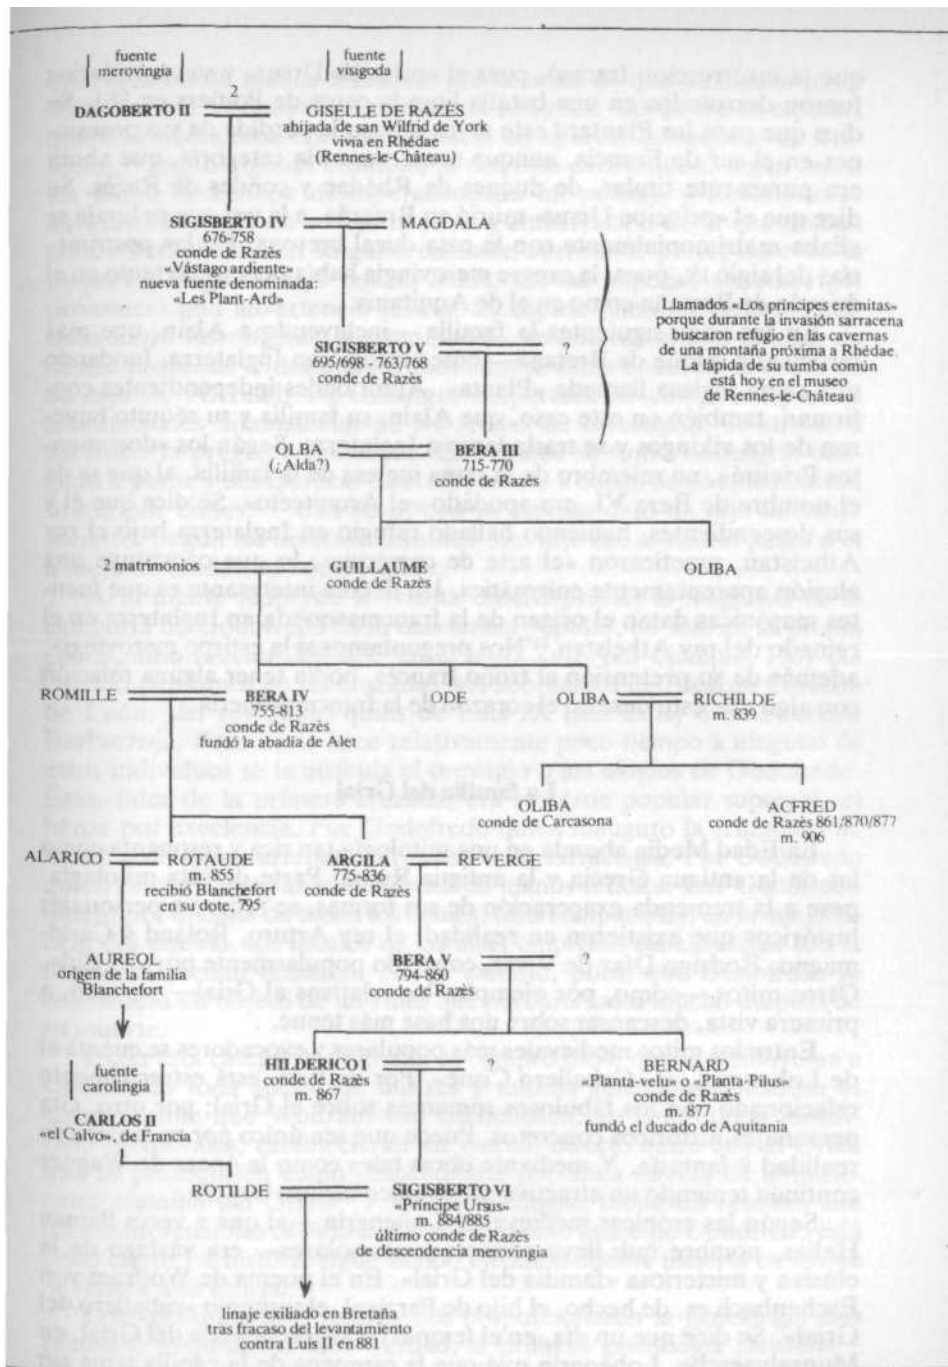 fuente
merovingia
fuente
visigoda
2
DAGOBERTO II
GISELLE DE RAZÈS
ahijada de san Wilfrid de York
vivía en Rhédae
(Rennes-le-Château)
SIGISBERTO IV
676-758
conde de Razès
«Vástago ardiente»
nueva fuente denominada:
«Les Plant-Ard»
MAGDALA
SIGISBERTO V
695/698 - 763/768
conde de Razès
?
Llamados «Los príncipes eremitas»
porque durante la invasión sarracena
buscaron refugio en las cavernas
de una montaña próxima a Rhédae.
La lápida de su tumba común
está hoy en el museo
de Rennes-le-Château
OLBA
(¿Alda?)
BERA III
715-770
conde de Razès
2 matrimonios
GUILLAUME
conde de Razès
OLIBA
ROMILLE
BERA IV
755-813
conde de Razès
fundó la abadía de Alet
ODE
OLIBA
RICHILDE
m. 839
OLIBA
conde de Carcasona
ACFRED
conde de Razès 861/870/877
m. 906
ALARICO
ROTAUDE
m. 855
recibió Blanchefort
en su dote, 795
ARGILA
775-836
conde de Razès
REVERGE
AUREOL
origen de la familia
Blanchefort
BERA V
794-860
conde de Razès
?
fuente
carolingia
HILDERICO I
conde de Razès
m. 867
?
BERNARD
«Planta-velu» o «Planta-Pilus»
conde de Razès
m. 877
fundó el ducado de Aquitania
CARLOS II
«el Calvo», de Francia
ROTILDE
SIGISBERTO VI
«Príncipe Ursus»
m. 884/885
último conde de Razès
de descendencia merovingia
linaje exiliado en Bretaña
tras fracaso del levantamiento
contra Luis II en 881